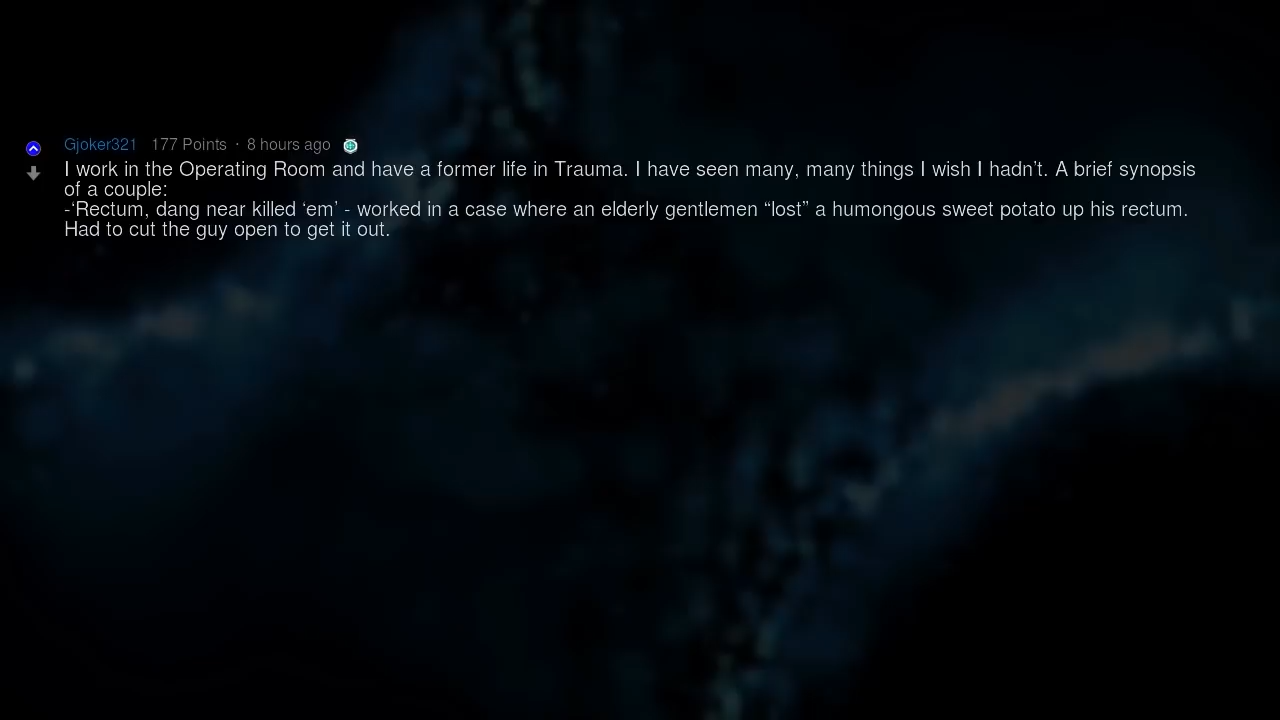 Gjoker321 177 Points · 8 hours ago
I work in the Operating Room and have a former life in Trauma. I have seen many, many things I wish I hadn't. A brief synopsis
of a couple:
-‘Rectum, dang near killed ‘em’ - worked in a case where an elderly gentlemen “lost” a humongous sweet potato up his rectum.
Had to cut the guy open to get it out.